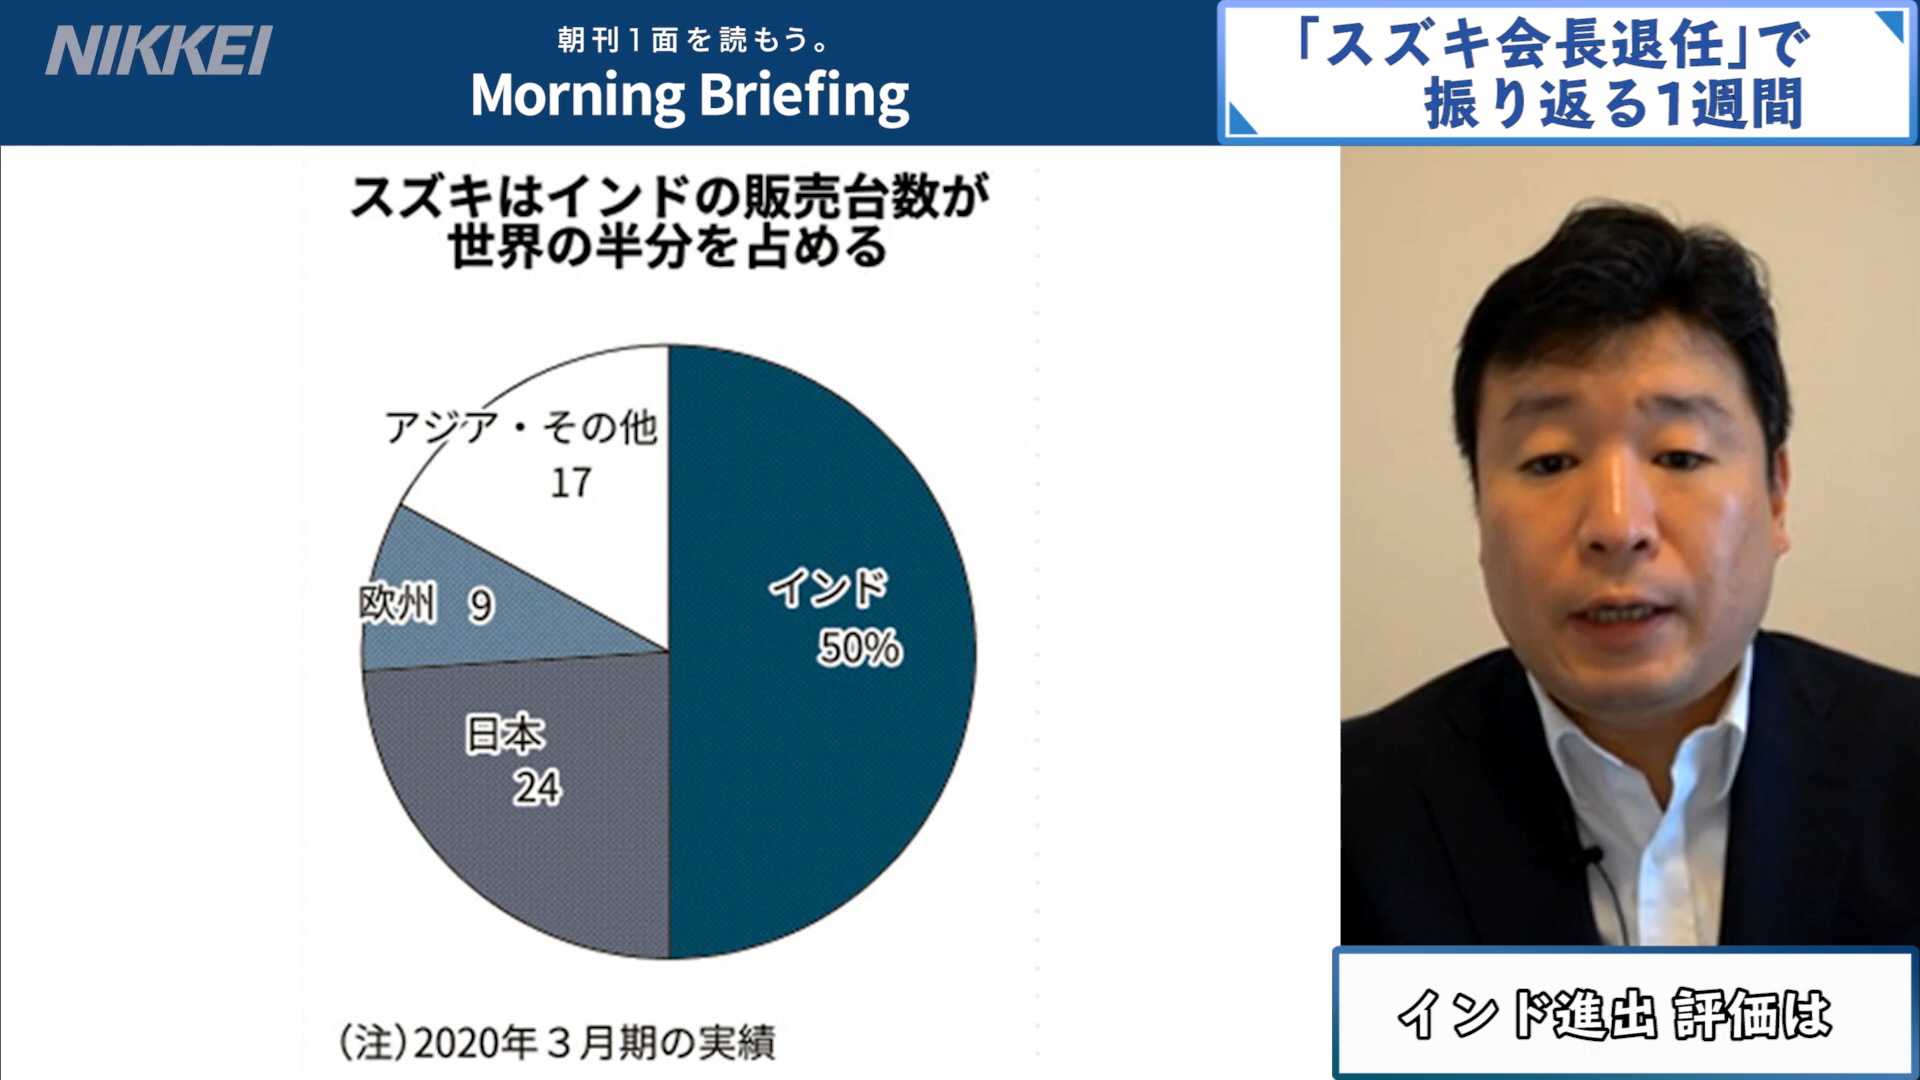 NIKKEI
朝刊1面を読もう。
Morning Briefing
「スズキ会長退任」で
振り返る1週間
スズキはインドの販売台数が
世界の半分を占める
アジア・その他
17
インド
50%
欧州 9
日本
24
(注)2020年３月期の実績
インド進出 評価は